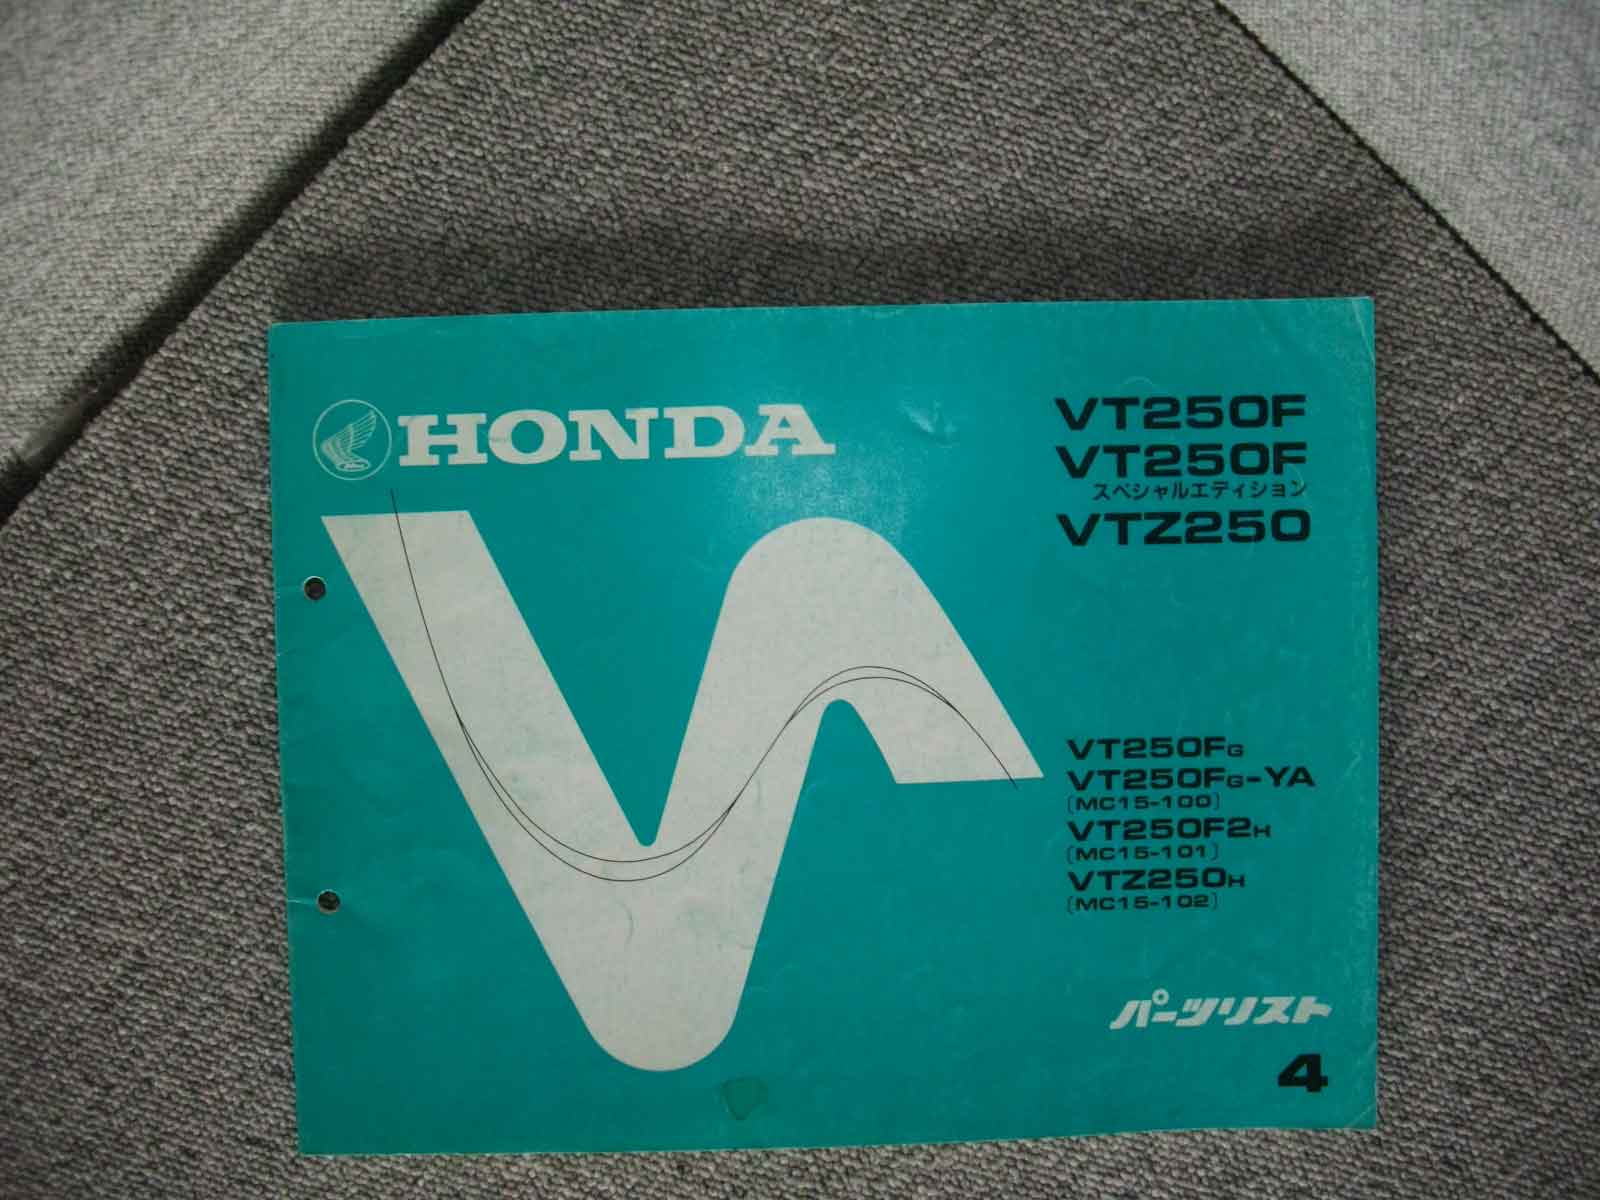 HONDA
VT250F
VT250F
スペシャルエディション
VTZ250
VT250FG
VT250FG-YA
(MC15-100)
VT250F2H
(MC15-101)
VTZ250H
(MC15-102)
パーツリスト
4